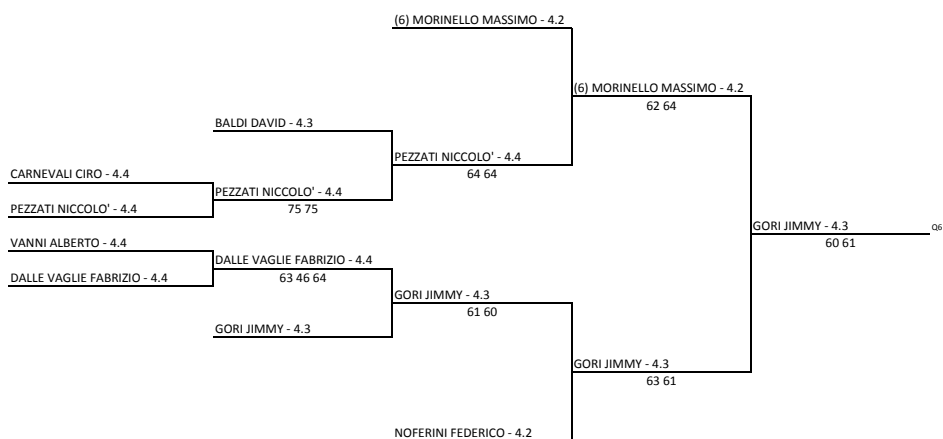 (6) MORINELLO MASSIMO - 4.2
(6) MORINELLO MASSIMO - 4.2
62 64
BALDI DAVID - 4.3
PEZZATI NICCOLO' - 4.4
64 64
CARNEVALI CIRO - 4.4
PEZZATI NICCOLO' - 4.4
75 75
PEZZATI NICCOLO' - 4.4
GORI JIMMY - 4.3
Q6
60 61
VANNI ALBERTO - 4.4
DALLE VAGLIE FABRIZIO - 4.4
63 46 64
DALLE VAGLIE FABRIZIO - 4.4
GORI JIMMY - 4.3
61 60
GORI JIMMY - 4.3
GORI JIMMY - 4.3
63 61
NOFERINI FEDERICO - 4.2